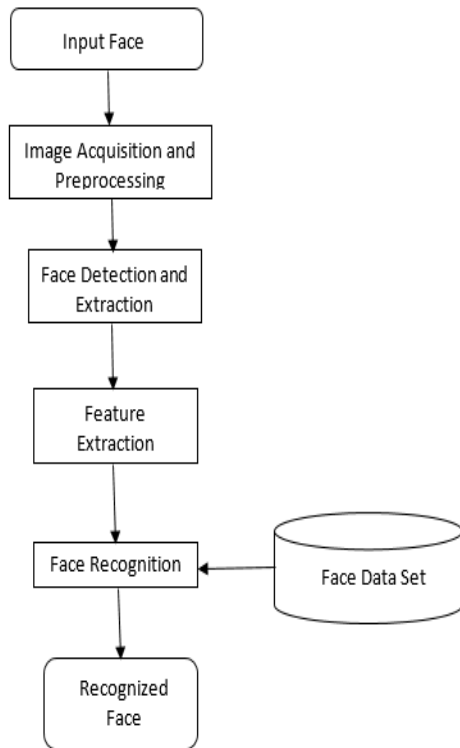 Input Face
Image Acquisition and
Preprocessing
Face Detection and
Extraction
Feature
Extraction
Face Recognition
Face Data Set
Recognized
Face